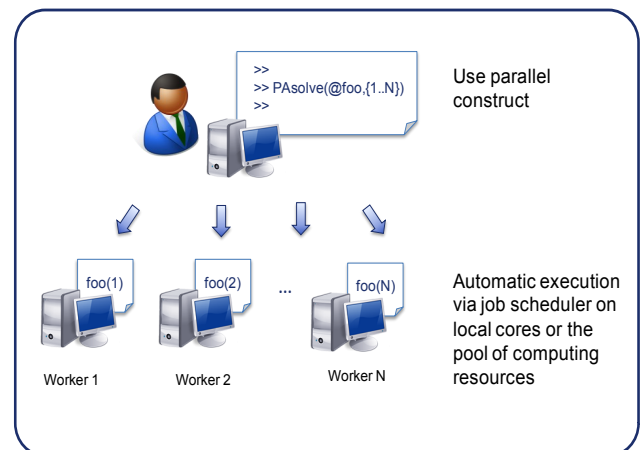 >>
>> PAsolve(@foo,{1..N})
>>
Use parallel
construct
foo(1)
foo(2)
...
foo(N)
Worker 1
Worker 2
Worker N
Automatic execution
via job scheduler on
local cores or the
pool of computing
resources